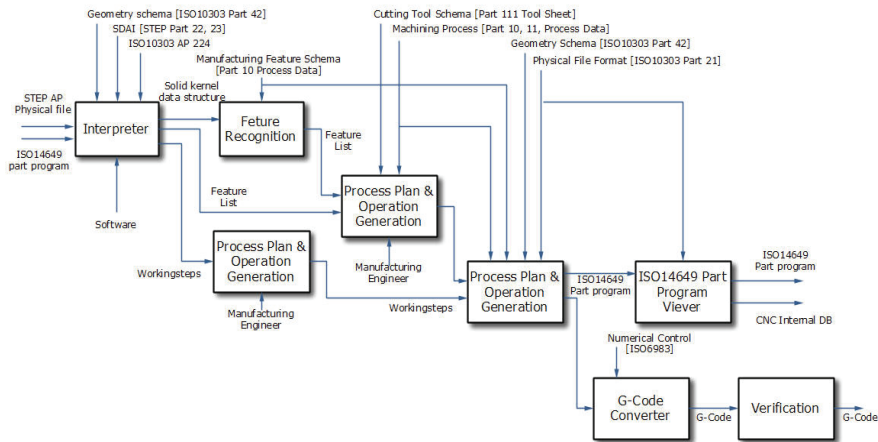 Geometry schema [ISO10303 Part 42]
SDAI [STEP Part 22, 23]
ISO10303 AP 224
Manufacturing Feature Schema
[Part 10 Process Data]
Cutting Tool Schema [Part 111 Tool Sheet]
Machining Process [Part 10, 11, Process Data]
Geometry Schema [ISO10303 Part 42]
Physical File Format [ISO10303 Part 21]
STEP AP
Physical file
ISO14649
part program
Interpreter
Solid kernel
data structure
Feture
Recognition
Feature
List
Feature
List
Software
Process Plan &
Operation
Generation
Manufacturing
Engineer
Workingsteps
Process Plan &
Operation
Generation
Manufacturing
Engineer
Workingsteps
Process Plan &
Operation
Generation
ISO14649
Part program
ISO14649 Part
Program
Viever
ISO14649
Part program
CNC Internal DB
Numerical Control
[ISO6983]
G-Code
Converter
G-Code
Verification
G-Code